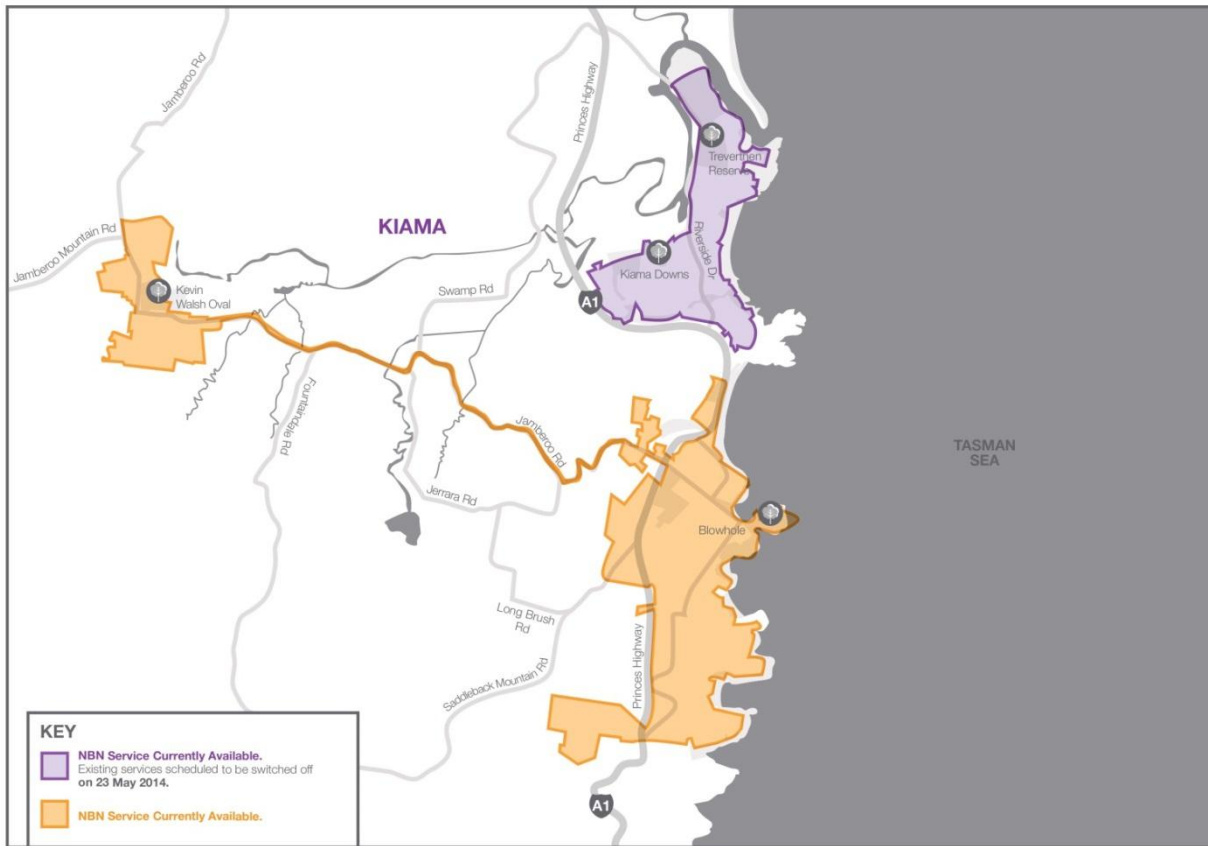 Jamberoo Rd
Princes Highway
Treverthen
Reserve
KIAMA
Jamberoo Mountain Rd
Riverside Dr
Kiama Downs
Kevin
Walsh Oval
Swamp Rd
A1
Fountaindale Rd
Jamberoo Rd
TASMAN
SEA
Jerrara Rd
Blowhole
Long Brush
Rd
Princes Highway
Saddleback Mountain Rd
KEY
NBN Service Currently Available.
Existing services scheduled to be switched off
on 23 May 2014.
NBN Service Currently Available.
A1